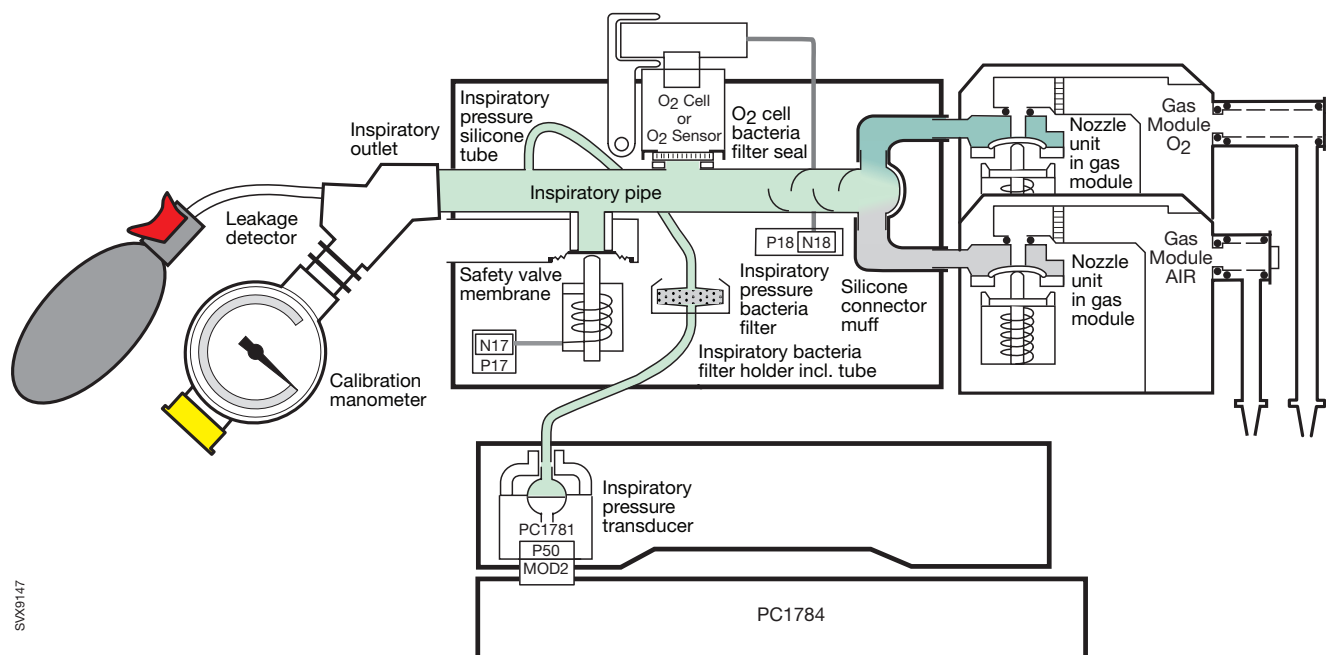 O2 Cell
or
O2 Sensor
Inspiratory
pressure
silicone
tube
O2 cell
bacteria
filter seal
Inspiratory
outlet
Gas
Module
O2
Nozzle
unit
in gas
module
Inspiratory pipe
Leakage
detector
P18 N18
Gas
Module
AIR
Nozzle
unit
in gas
module
Safety valve
membrane
Inspiratory
pressure
bacteria
filter
Silicone
connector
muff
N17
P17
Inspiratory bacteria
filter holder incl. tube
Calibration
manometer
Inspiratory
pressure
transducer
PC1781
P50
MOD2
PC1784
SVX9147